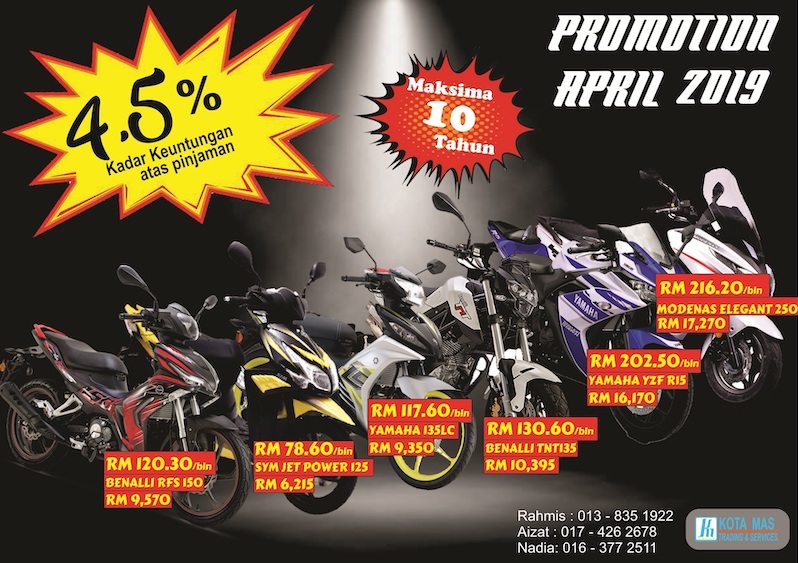 PROMOTION
APRIL 2019
4.5%
Kadar Keuntungan
atas pinjaman
Maksima
10
Tahun
RM 120.30/bln
BENALLI RFS 150
RM 9,570
RM 78.60/bln
SYM JET POWER 125
RM 6,215
RM 117.60/bln
YAMAHA 135LC
RM 9,350
RM 130.60/bln
BENALLI TNT135
RM 10,395
RM 202.50/bln
YAMAHA YZF R15
RM 16,170
RM 216.20/bln
MODENAS ELEGANT 250
RM 17,270
YAMAHA
Rahmis : 013 - 835 1922
Aizat : 017 - 426 2678
Nadia: 016 - 377 2511
KOTA MAS
TRADING & SERVICES